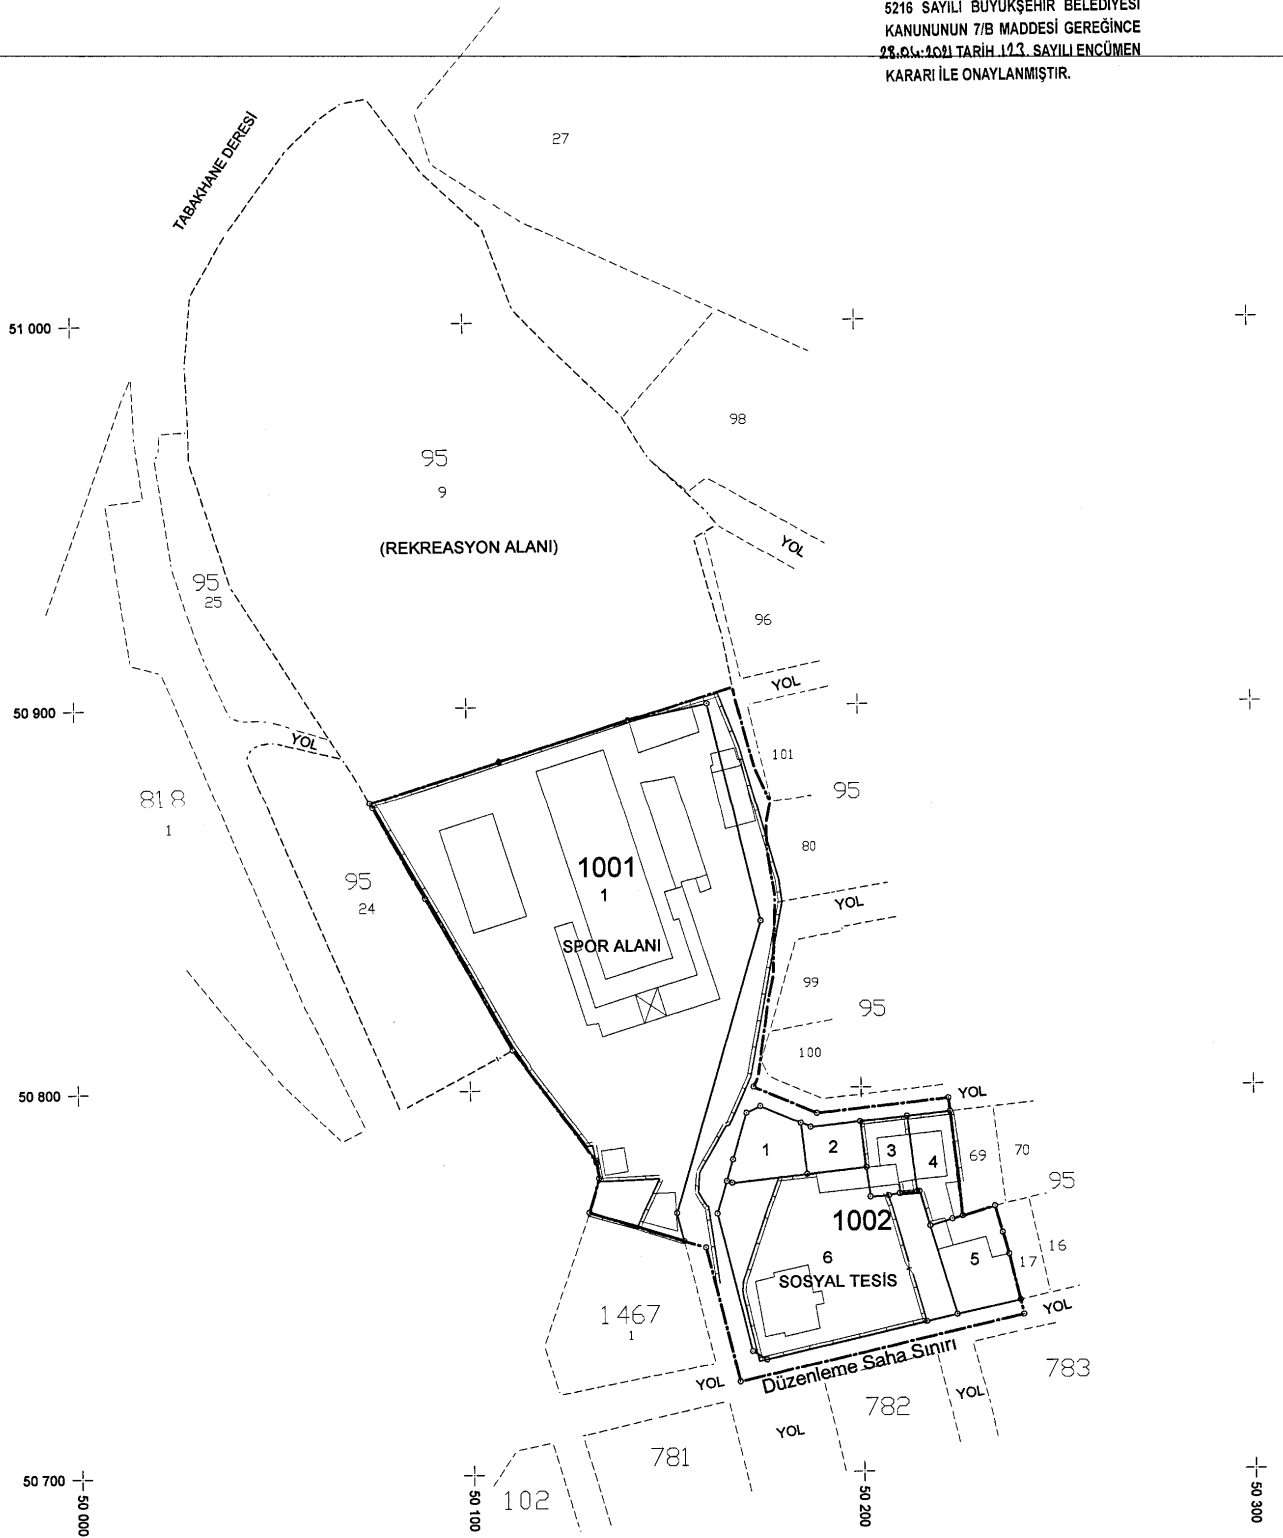 5216 SAYILI BÜYÜKŞEHİR BELEDİYESİ
KANUNUNUN 7/B MADDESİ GEREĞİNCE
TARİH 123 SAYILI ENCÜMEN
KARARI İLE ONAYLANMIŞTIR.
TABAKHANE DERESİ
27
51 000
98
95
9
(REKREASYON ALANI)
YOL
95
25
96
YOL
50 900
YOL
101
95
818
1
80
1001
1
95
24
YOL
SPOR ALANI
99
95
100
50 800
YOL
1
2
3
4
69
70
95
1002
16
6
5
17
SOSYAL TESİS
YOL
1467
1
Düzenleme Saha Sınırı
783
YOL
YOL
782
YOL
781
50 700
102
50 000
50 100
50 200
50 300